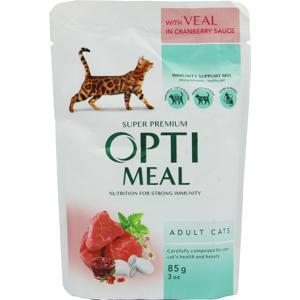 WITH VEAL
IN CRANBERRY SAUCE
IMMUNITY SUPPORT MIX
SUPER PREMIUM
OPTI
MEAL
NUTRITION FOR STRONG IMMUNITY
ADULT CATS
Carefully composed for your
cat's health and beauty
85 g
3 oz